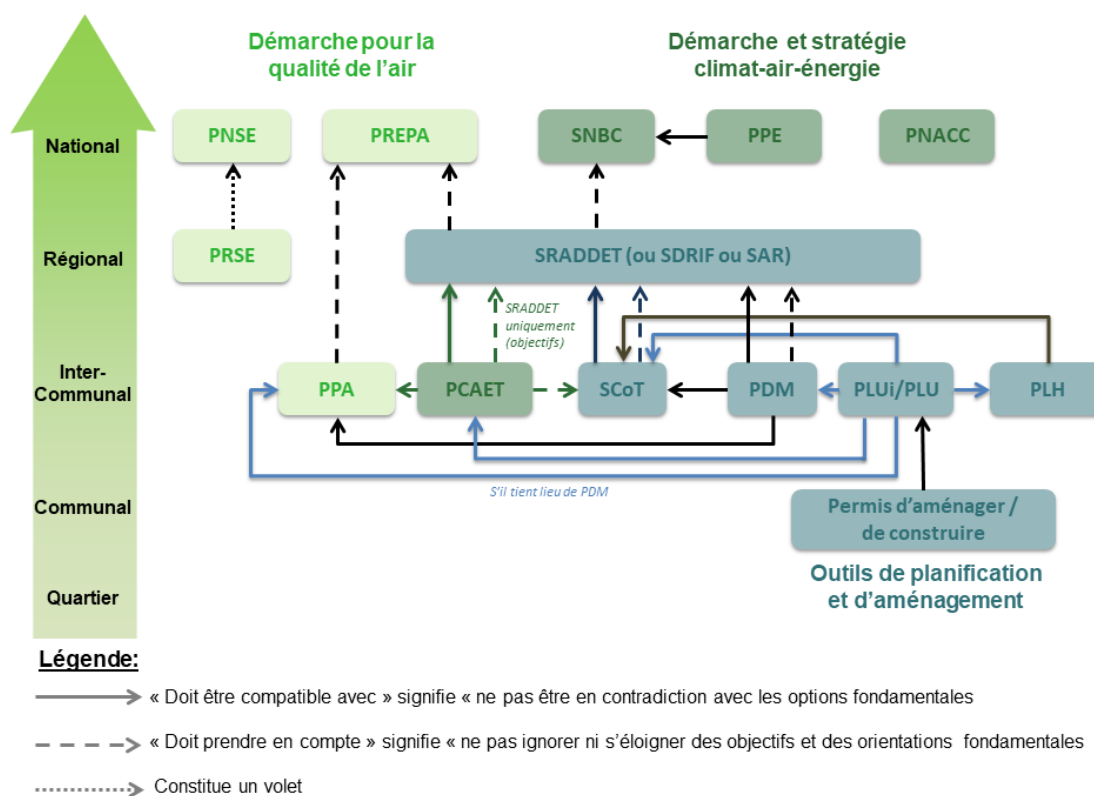 Démarche pour la
qualité de l'air
Démarche et stratégie
climat-air-énergie
National
PNSE
PREPA
SNBC
PPE
PNACC
Régional
PRSE
SRADDET (ou SDRIF ou SAR)
SRADDET
uniquement
(objectifs)
Inter-
Communal
PPA
PCAET
SCoT
PDM
PLUi/PLU
PLH
S'il tient lieu de PDM
Communal
Permis d'aménager /
de construire
Quartier
Outils de planification
et d'aménagement
Légende:
« Doit être compatible avec » signifie « ne pas être en contradiction avec les options fondamentales
« Doit prendre en compte » signifie « ne pas ignorer ni s'éloigner des objectifs et des orientations fondamentales
Constitue un volet